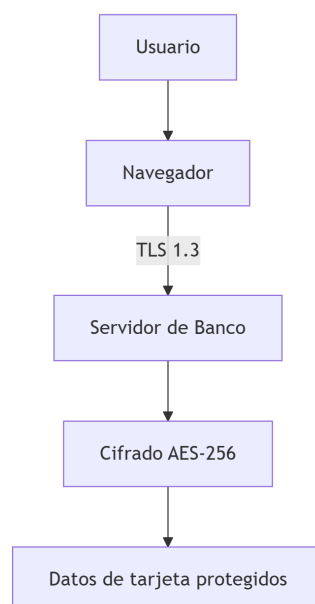 Usuario
Navegador
TLS 1.3
Servidor de Banco
Cifrado AES-256
Datos de tarjeta protegidos